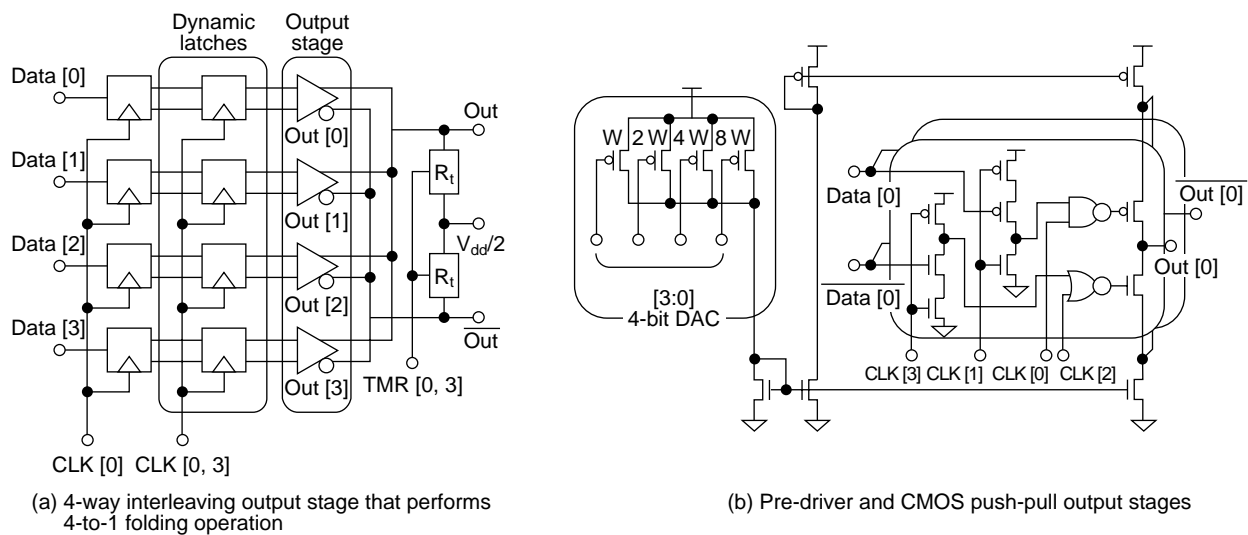 Dynamic
latches
Output
stage
Data [0]
Data [1]
Data [2]
Data [3]
Out [0]
Out [1]
Out [2]
Out [3]
Out
Rt
Vdd/2
Rt
Out
TMR [0, 3]
CLK [0]
CLK [0, 3]
(a) 4-way interleaving output stage that performs
4-to-1 folding operation
W 2 W 4 W 8 W
[3:0]
4-bit DAC
Data [0]
Data [0]
Out [0]
Out [0]
CLK [3]
CLK [1]
CLK [0]
CLK [2]
(b) Pre-driver and CMOS push-pull output stages